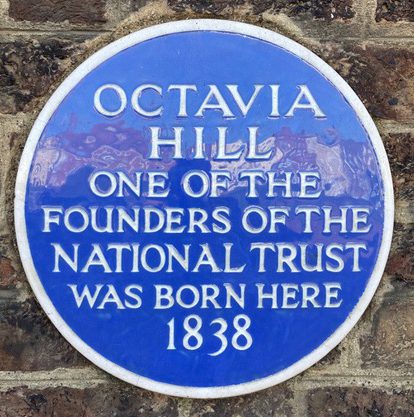 OCTAVIA
HILL
ONE OF THE
FOUNDERS OF THE
NATIONAL TRUST
WAS BORN HERE
1838